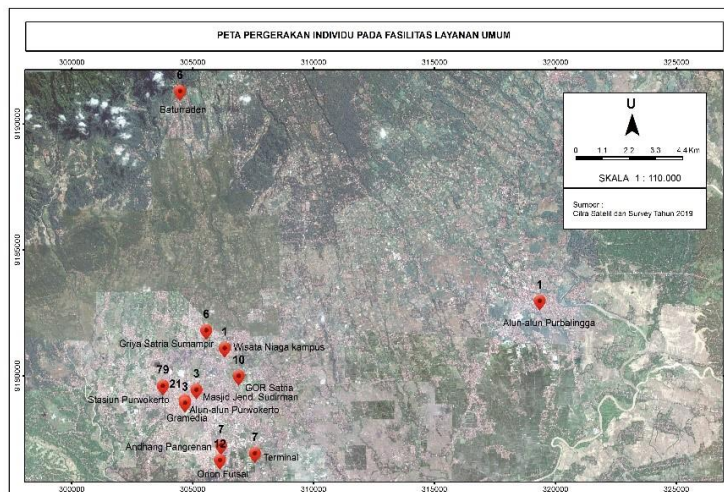 PETA PERGERAKAN INDIVIDU PADA FASILITAS LAYANAN UMUM
300000 305000 310000 315000 320000 325000
9190000
9185000
9180000
6
Baturraden
U
0 1.1 2.2 3.3 4.4 Km
SKALA 1 : 110.000
Sumber :
Citra Satelit dan Survey Tahun 2019
1
Alun-alun Purbalingga
6
Griya Satria Sumampir
1
Wisata Niaga kampus
10
GOR Satria
79
Stasiun Purwokerto
3
Masjid Jend. Sudirman
21 3
Alun-alun Purwokerto
Gramedia
7
Andhang Pangrenan
12
Orion Futsal
7
Terminal
300000 305000 310000 315000 320000 325000